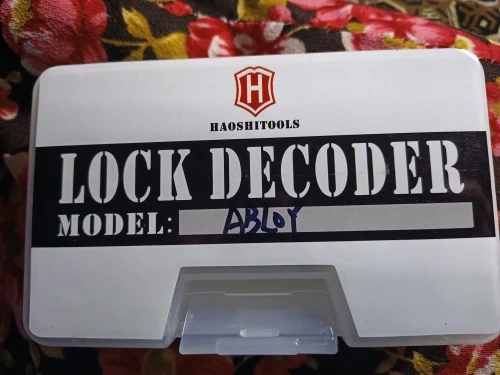 H
HAOSHITOOLS
LOCK DECODER
MODEL: ABLOY